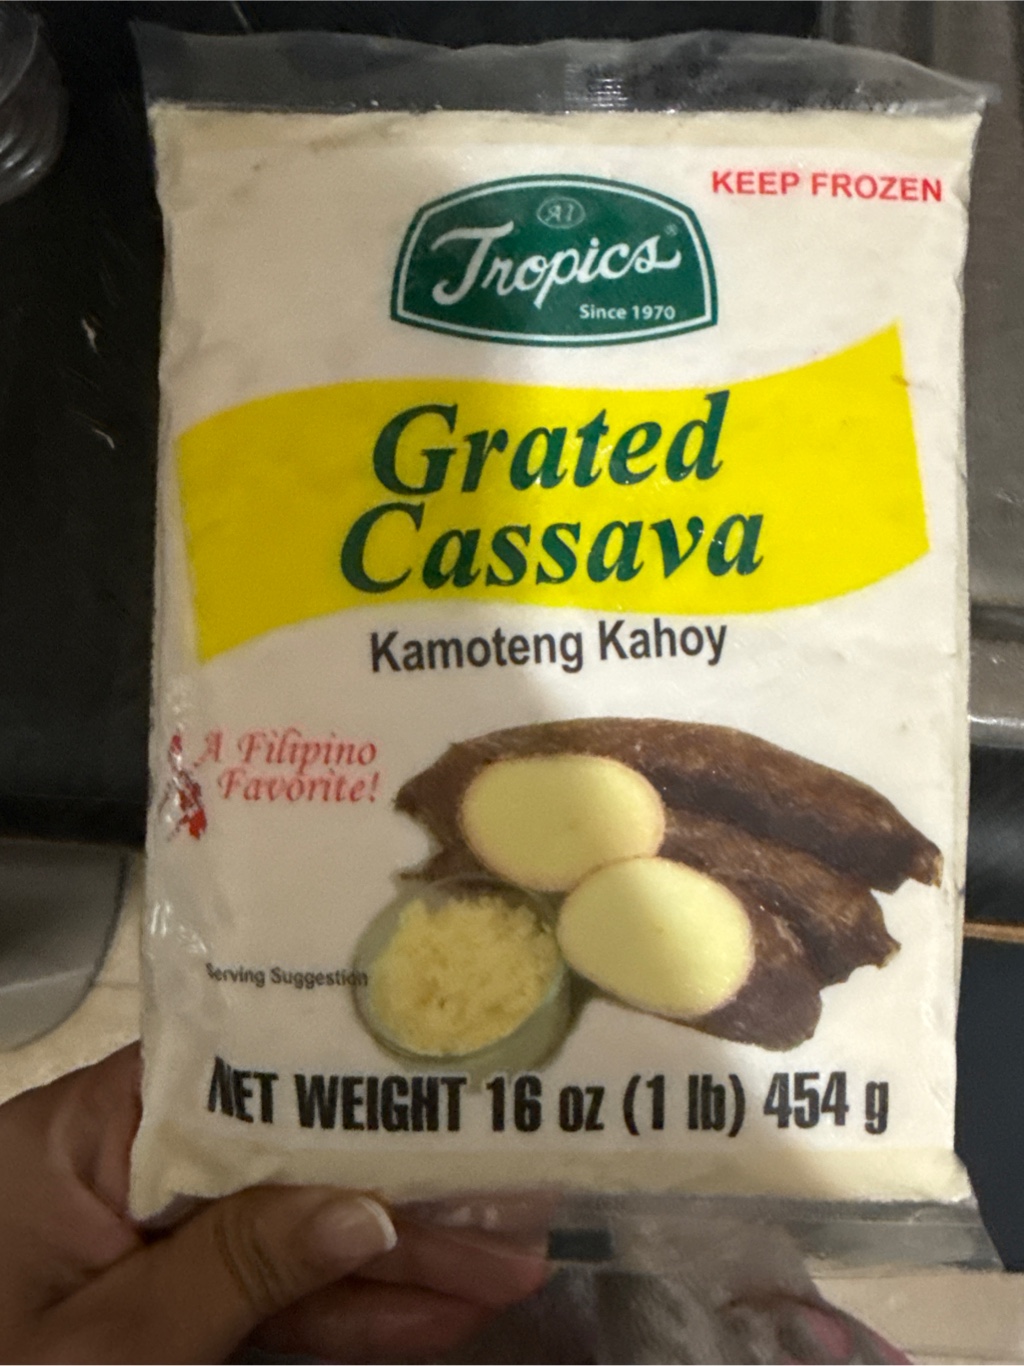 KEEP FROZEN
AI
Tropics®
Since 1970
Grated
Cassava
Kamoteng Kahoy
A Filipino
Favorite!
Serving Suggestion
NET WEIGHT 16 oz (1 lb) 454 g